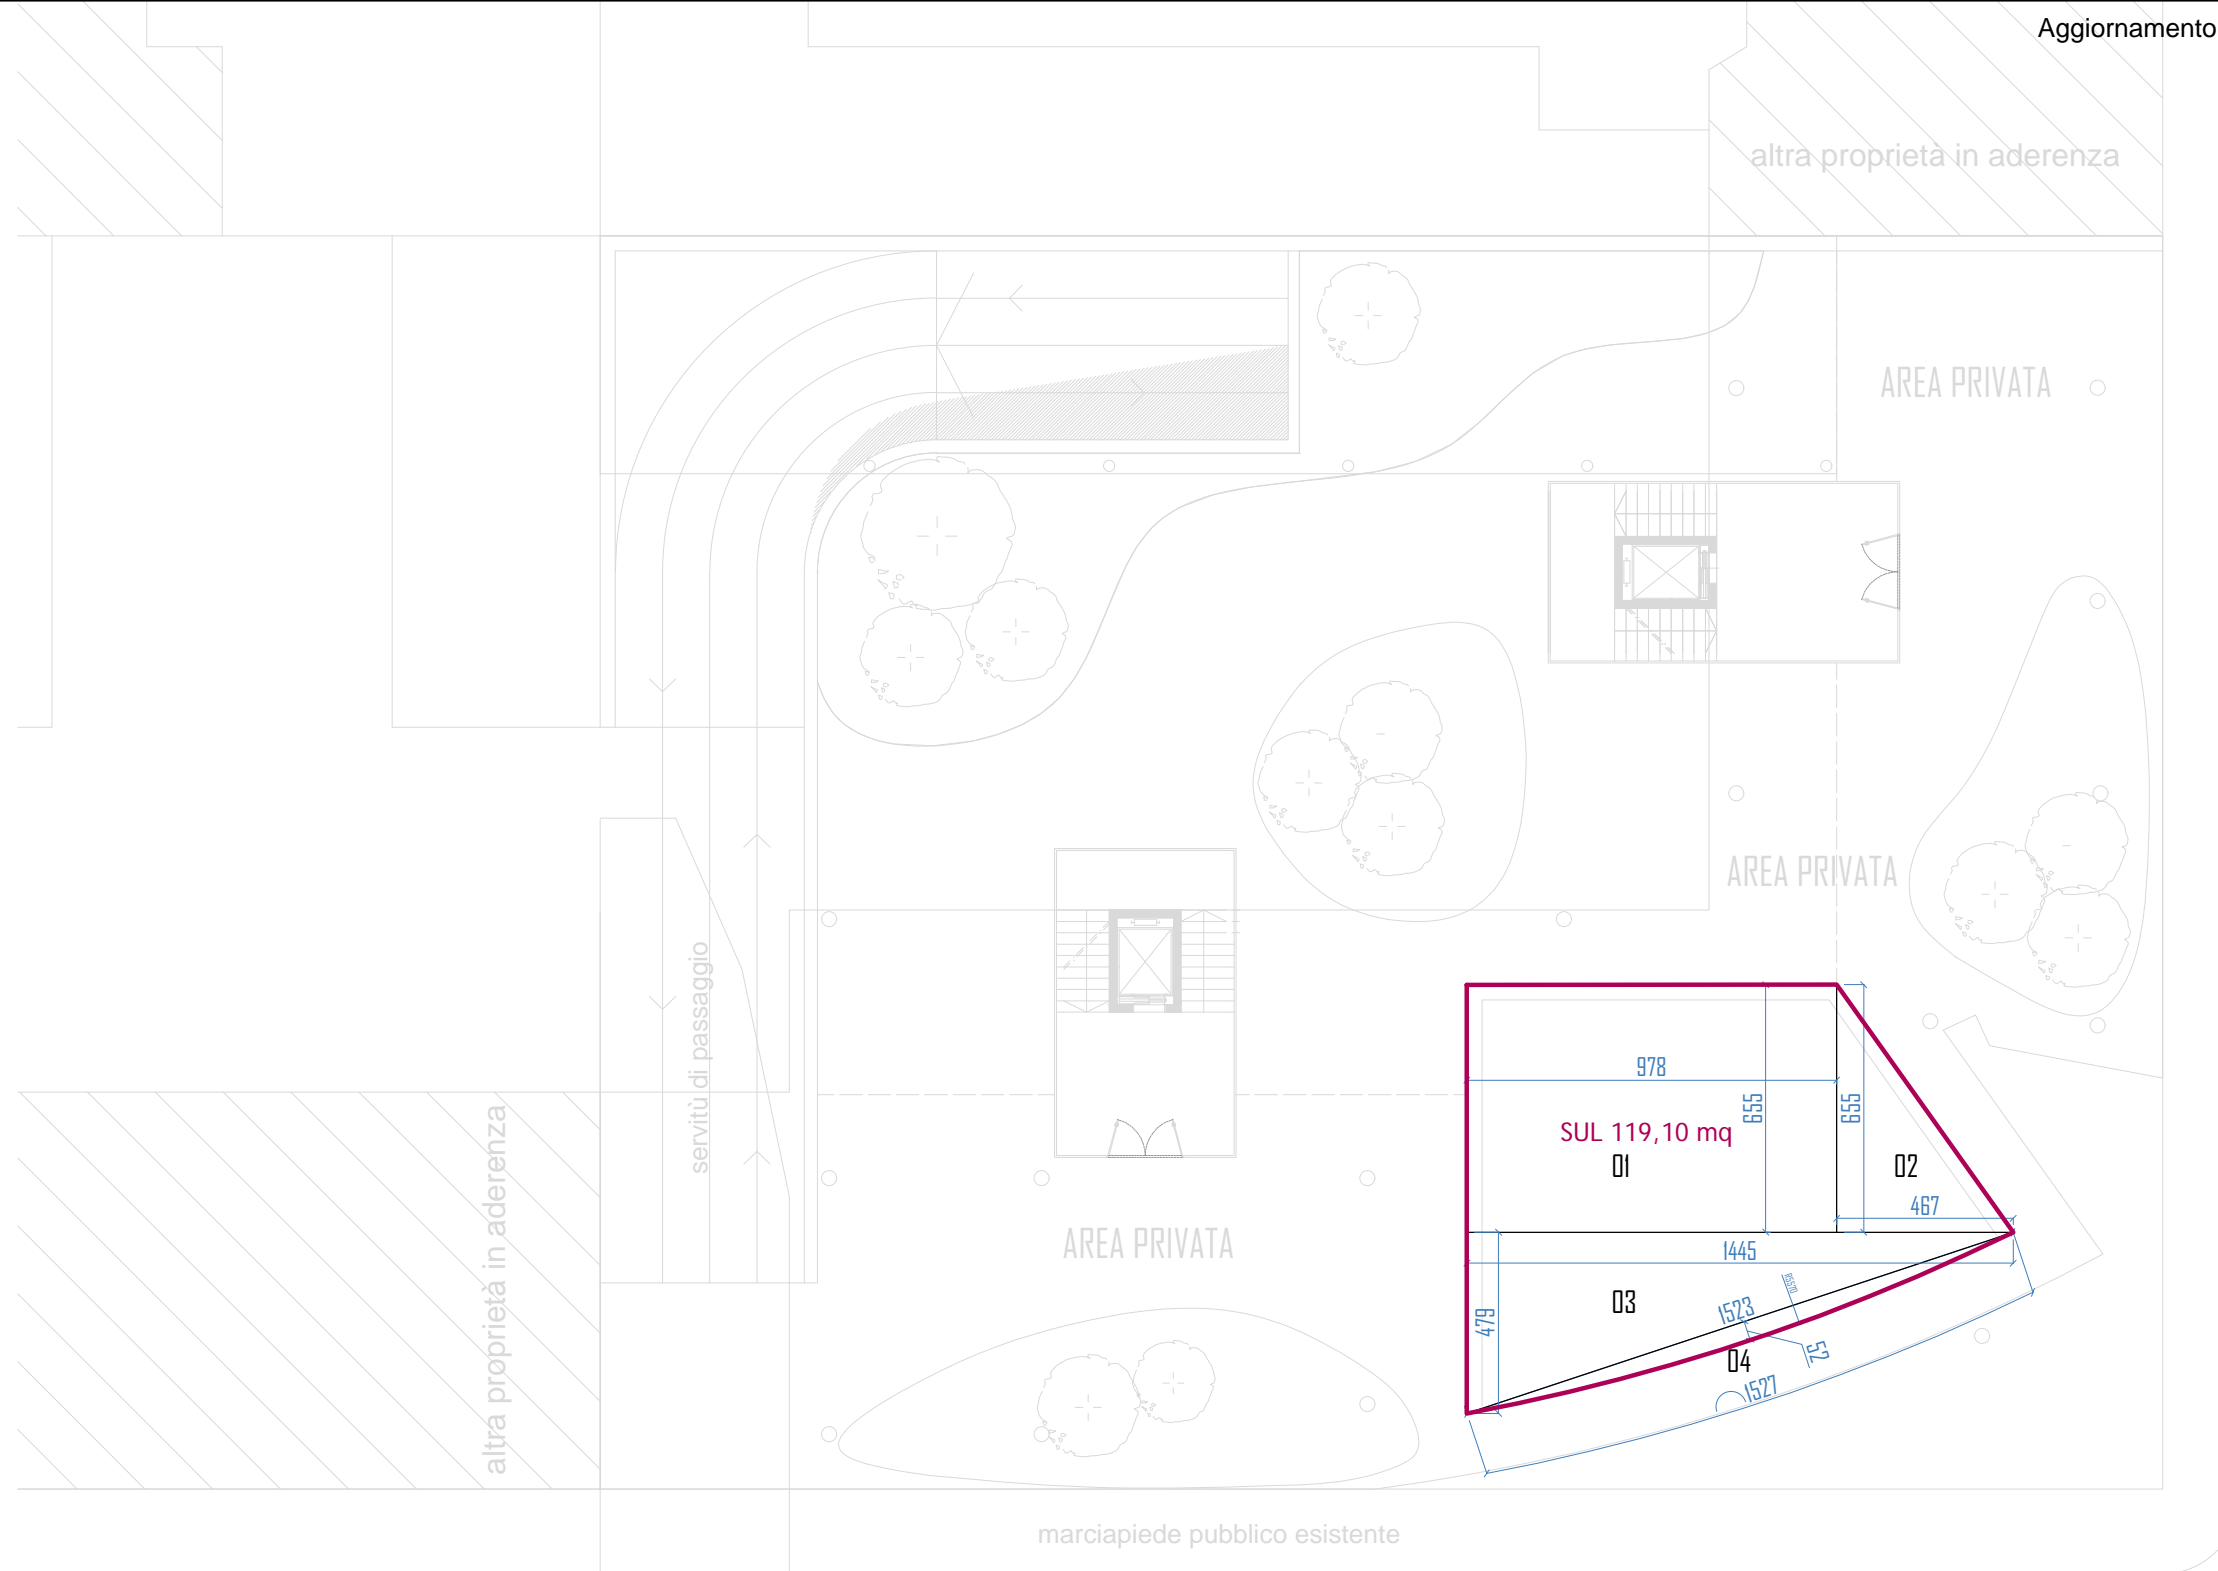 Aggiornamento
altra proprietà in aderenza
AREA PRIVATA
AREA PRIVATA
servitù di passaggio
978
655
655
SUL 119,10 mq
01
02
467
altra proprietà in aderenza
AREA PRIVATA
1445
03
479
1523
R5570
52
04
1527
marciapiede pubblico esistente